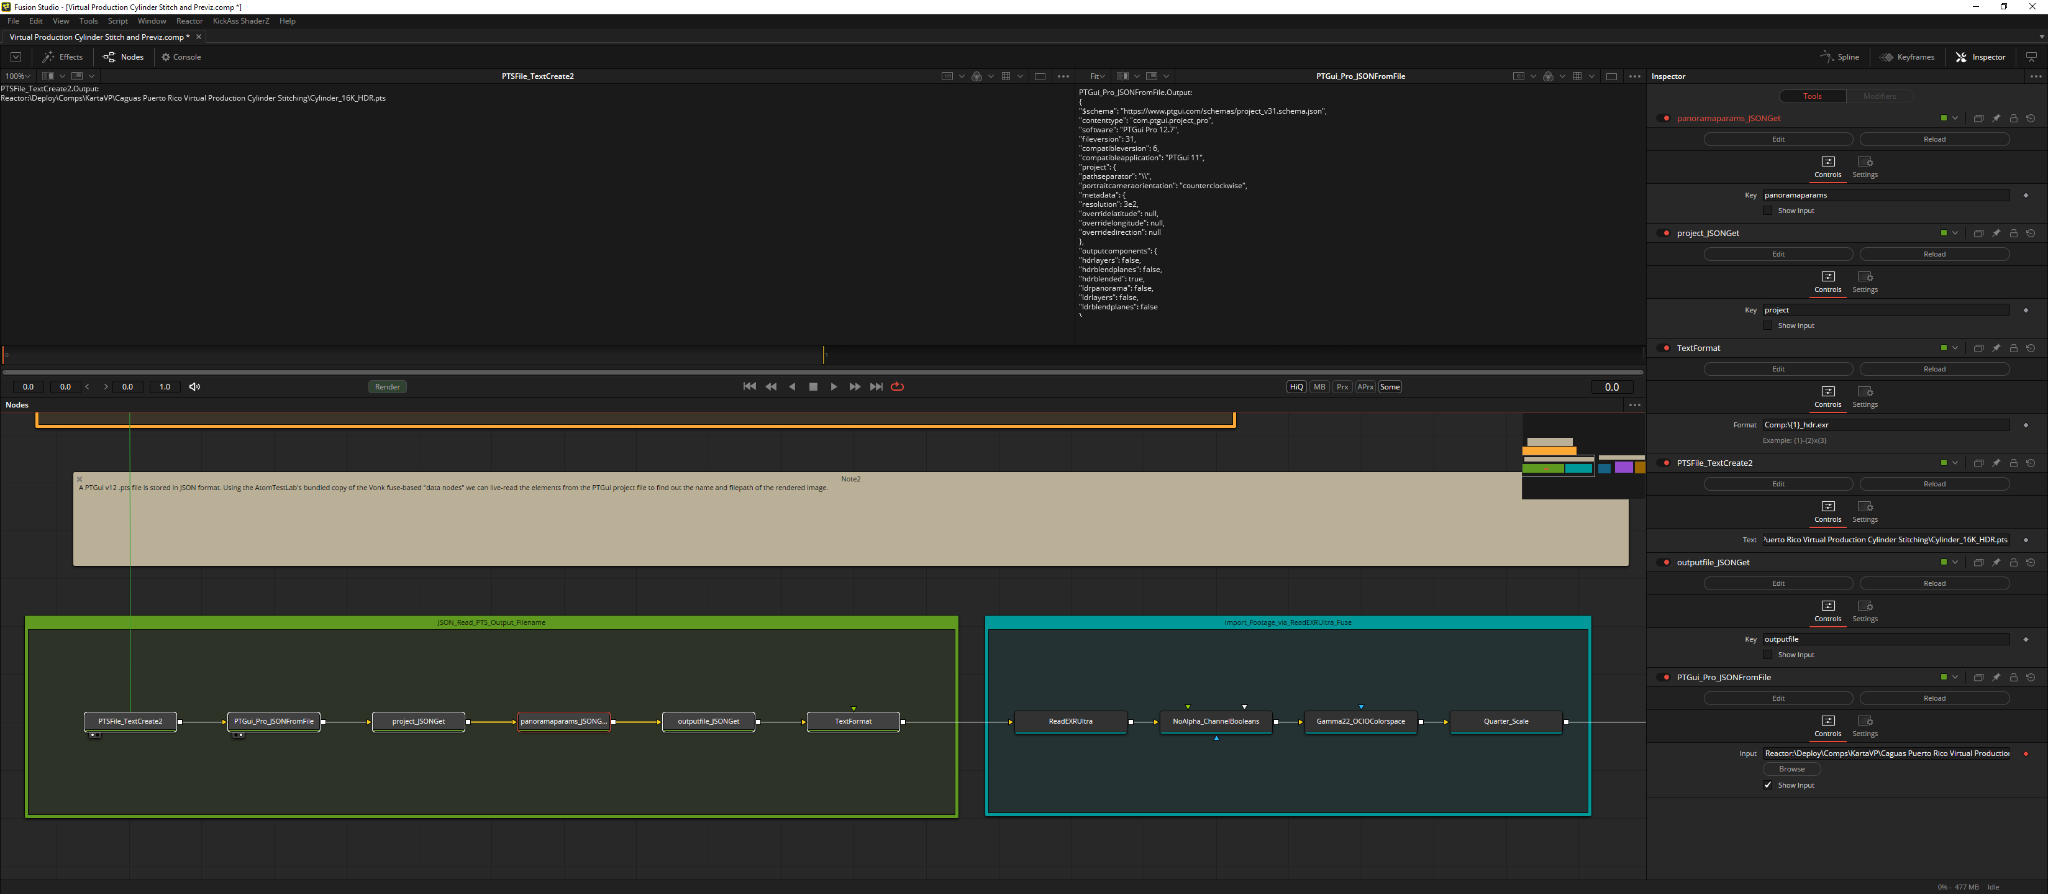 Fusion Studio - [Virtual Production Cylinder Stitch and Previz.comp *]
File Edit View Tools Script Window Reactor KickAss ShaderZ Help
Virtual Production Cylinder Stitch and Previz.comp *
Effects Nodes Console Spline Keyframes Inspector
100% PTSFile_TextCreate2 Fit PTGui_Pro_JSONFromFile Inspector
PTSFile_TextCreate2.Output:
Reactor:\Deploy\Comps\KartaVP\Caguas Puerto Rico Virtual Production Cylinder Stitching\Cylinder_16K_HDR.pts
PTGui_Pro_JSONFromFile.Output:
{
"$schema": "https://www.ptgui.com/schemas/project_v31.schema.json",
"contenttype": "com.ptgui.project_pro",
"software": "PTGui Pro 12.7",
"fileversion": 31,
"compatibleversion": 6,
"compatibleapplication": "PTGui 11",
"project": {
"pathseparator": "\\",
"portraitcameraorientation": "counterclockwise",
"metadata": {
"resolution": 3e2,
"overridelatitude": null,
"overridelongitude": null,
"overridedirection": null
},
"outputcomponents": {
"hdrlayers": false,
"hdrblendplanes": false,
"hdrblended": true,
"ldrpanorama": false,
"ldrlayers": false,
"ldrblendplanes": false
0 1
0.0 0.0 0.0 1.0 Render HiQ MB Prx APrx Some 0.0
Nodes
Note2
A PTGui v12 .pts file is stored in JSON format. Using the AtomTestLab's bundled copy of the Vonk fuse-based "data nodes" we can live-read the elements from the PTGui project file to find out the name and filepath of the rendered image.
JSON_Read_PTS_Output_Filename
PTSFile_TextCreate2 PTGui_Pro_JSONFromFile project_JSONGet panoramaparams_JSONG... outputfile_JSONGet TextFormat
Import_Footage_via_ReadEXRUltra_Fuse
ReadEXRUltra NoAlpha_ChannelBooleans Gamma22_OCIOColorspace Quarter_Scale
Tools Modifiers
panoramaparams_JSONGet
Edit Reload
Controls Settings
Key panoramaparams
Show Input
project_JSONGet
Edit Reload
Controls Settings
Key project
Show Input
TextFormat
Edit Reload
Controls Settings
Format Comp:\{1}_hdr.exr
Example: {1}-{2}x{3}
PTSFile_TextCreate2
Edit Reload
Controls Settings
Text Puerto Rico Virtual Production Cylinder Stitching\Cylinder_16K_HDR.pts
outputfile_JSONGet
Edit Reload
Controls Settings
Key outputfile
Show Input
PTGui_Pro_JSONFromFile
Edit Reload
Controls Settings
Input Reactor:\Deploy\Comps\KartaVP\Caguas Puerto Rico Virtual Production
Browse
Show Input
0% - 477 MB Idle